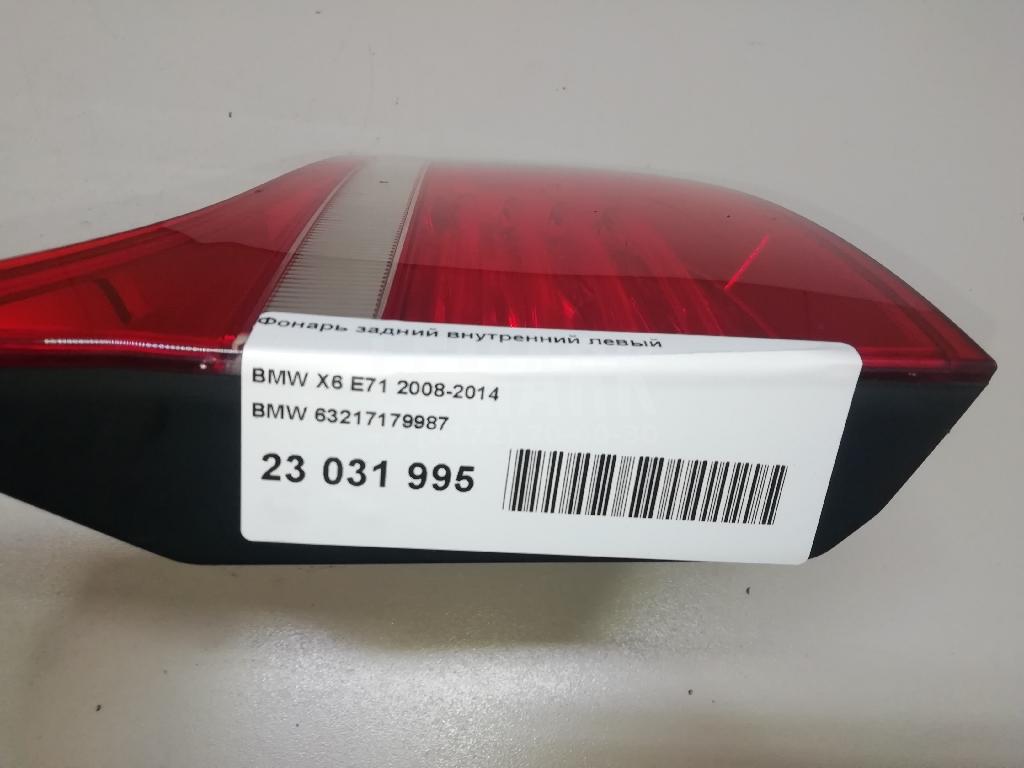 Фонарь задний внутренний левый
BMW X6 E71 2008-2014
BMW 63217179987
23 031 995